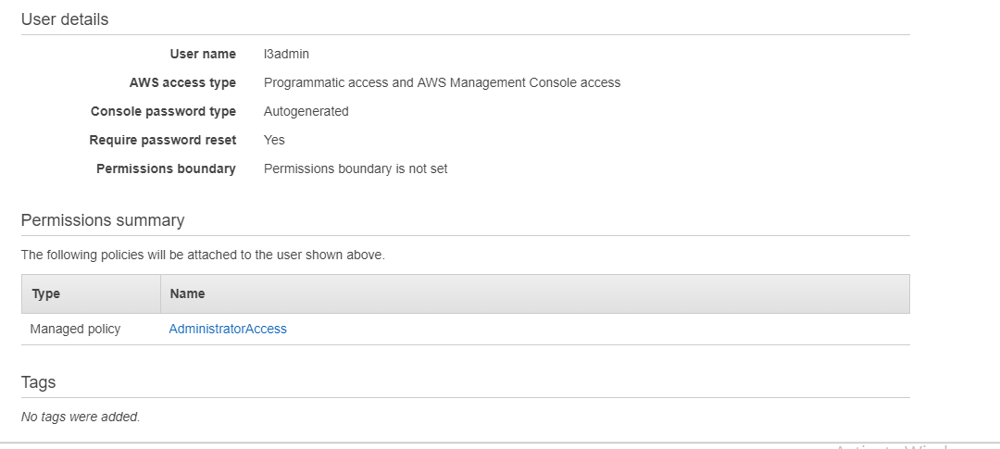 User details
User name l3admin
AWS access type Programmatic access and AWS Management Console access
Console password type Autogenerated
Require password reset Yes
Permissions boundary Permissions boundary is not set
Permissions summary
The following policies will be attached to the user shown above.
Type Name
Managed policy AdministratorAccess
Tags
No tags were added.